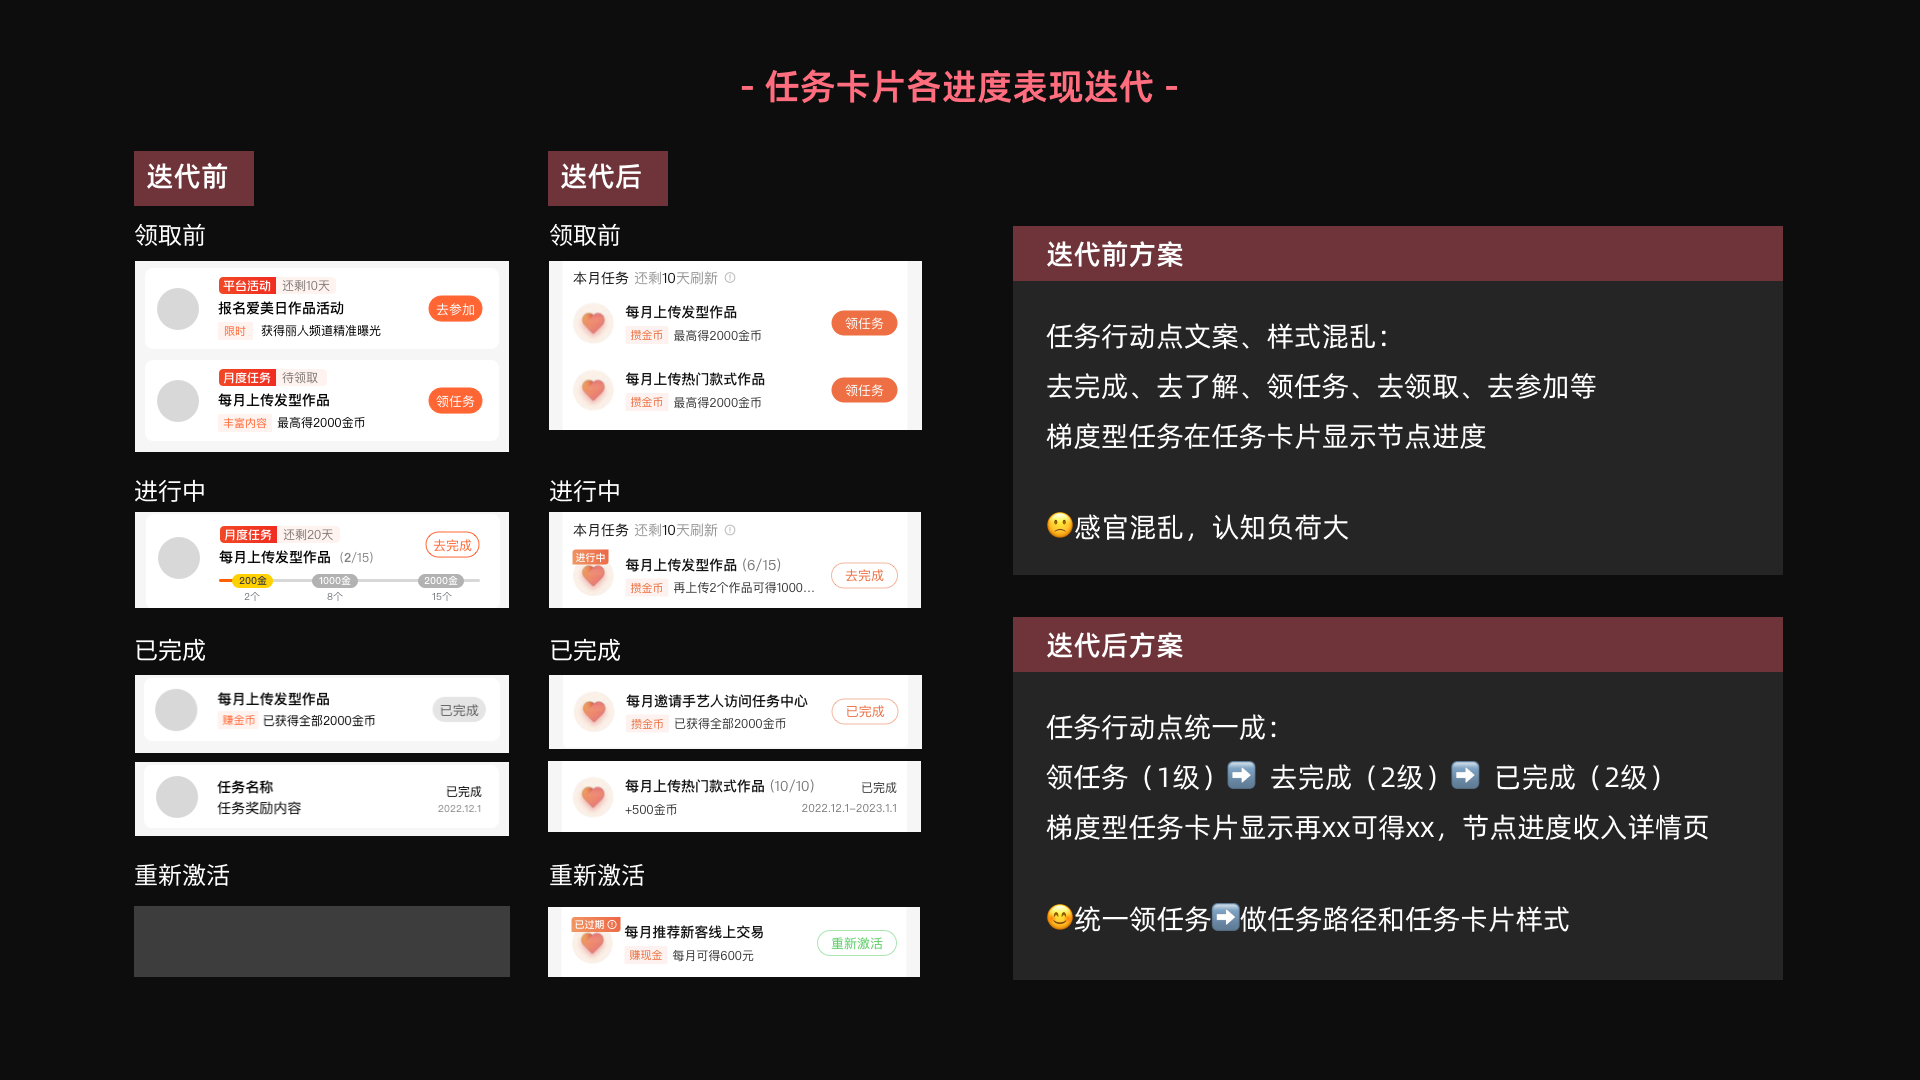 - 任务卡片各进度表现迭代 -
迭代前
领取前
平台活动 还剩10天
报名爱美日作品活动
限时 获得丽人频道精准曝光
去参加
月度任务 待领取
每月上传发型作品
丰富内容 最高得2000金币
领任务
进行中
月度任务 还剩20天
每月上传发型作品 (2/15)
去完成
200金 1000金 2000金
2个 8个 15个
已完成
每月上传发型作品
赚金币 已获得全部2000金币
已完成
任务名称
任务奖励内容
已完成
2022.12.1
重新激活
迭代后
领取前
本月任务 还剩10天刷新
每月上传发型作品
攒金币 最高得2000金币
领任务
每月上传热门款式作品
攒金币 最高得2000金币
领任务
进行中
本月任务 还剩10天刷新
进行中
每月上传发型作品 (6/15)
攒金币 再上传2个作品可得1000...
去完成
已完成
每月邀请手艺人访问任务中心
攒金币 已获得全部2000金币
已完成
每月上传热门款式作品 (10/10)
+500金币
已完成
2022.12.1-2023.1.1
重新激活
已过期
每月推荐新客线上交易
赚现金 每月可得600元
重新激活
迭代前方案
任务行动点文案、样式混乱：
去完成、去了解、领任务、去领取、去参加等
梯度型任务在任务卡片显示节点进度
🙁感官混乱，认知负荷大
迭代后方案
任务行动点统一成：
领任务（1级）➡️ 去完成（2级）➡️ 已完成（2级）
梯度型任务卡片显示再xx可得xx，节点进度收入详情页
😊统一领任务➡️做任务路径和任务卡片样式